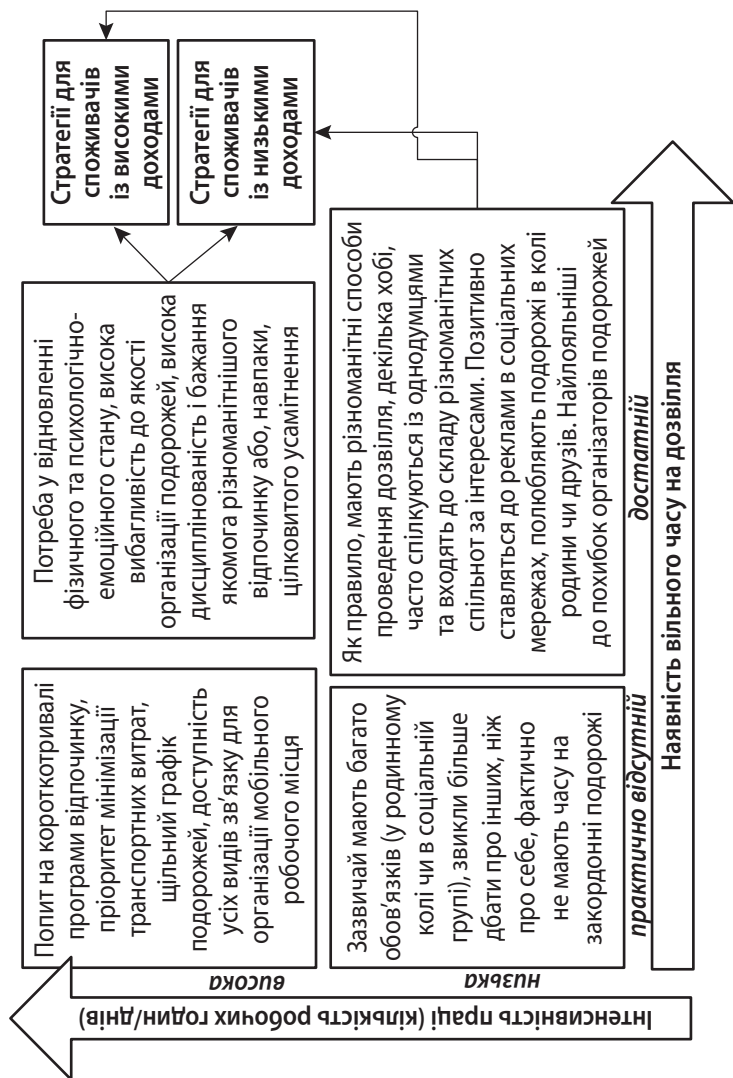 Інтенсивність праці (кількість робочих годин/днів)
висока
низька
Попит на короткотривалі
програми відпочинку,
пріоритет мінімізації
транспортних витрат,
щільний графік
подорожей, доступність
усіх видів зв'язку для
організації мобільного
робочого місця
Потреба у відновленні
фізичного та психологічно-
емоційного стану, висока
вибагливість до якості
організації подорожей, висока
дисциплінованість і бажання
якомога різноманітнішого
відпочинку або, навпаки,
цілковитого усамітнення
Стратегії для
споживачів
із високими
доходами
Стратегії для
споживачів
із низькими
доходами
Зазвичай мають багато
обов'язків (у родинному
колі чи в соціальній
групі), звикли більше
дбати про інших, ніж
про себе, фактично
не мають часу на
закордонні подорожі
Як правило, мають різноманітні способи
проведення дозвілля, декілька хобі,
часто спілкуються із однодумцями
та входять до складу різноманітних
спільнот за інтересами. Позитивно
ставляться до реклами в соціальних
мережах, полюбляють подорожі в колі
родини чи друзів. Найлояльніші
до похибок організаторів подорожей
практично відсутній
достатній
Наявність вільного часу на дозвілля